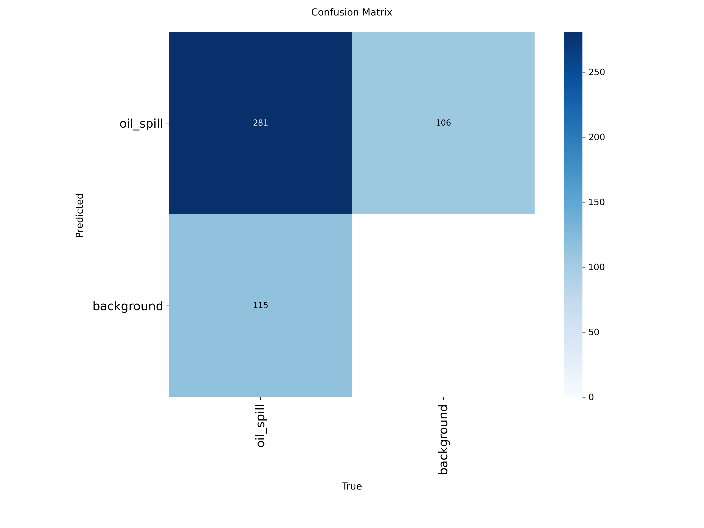 Confusion Matrix
oil_spill
281
106
250
200
150
100
50
0
Predicted
background
115
oil_spill
background
True